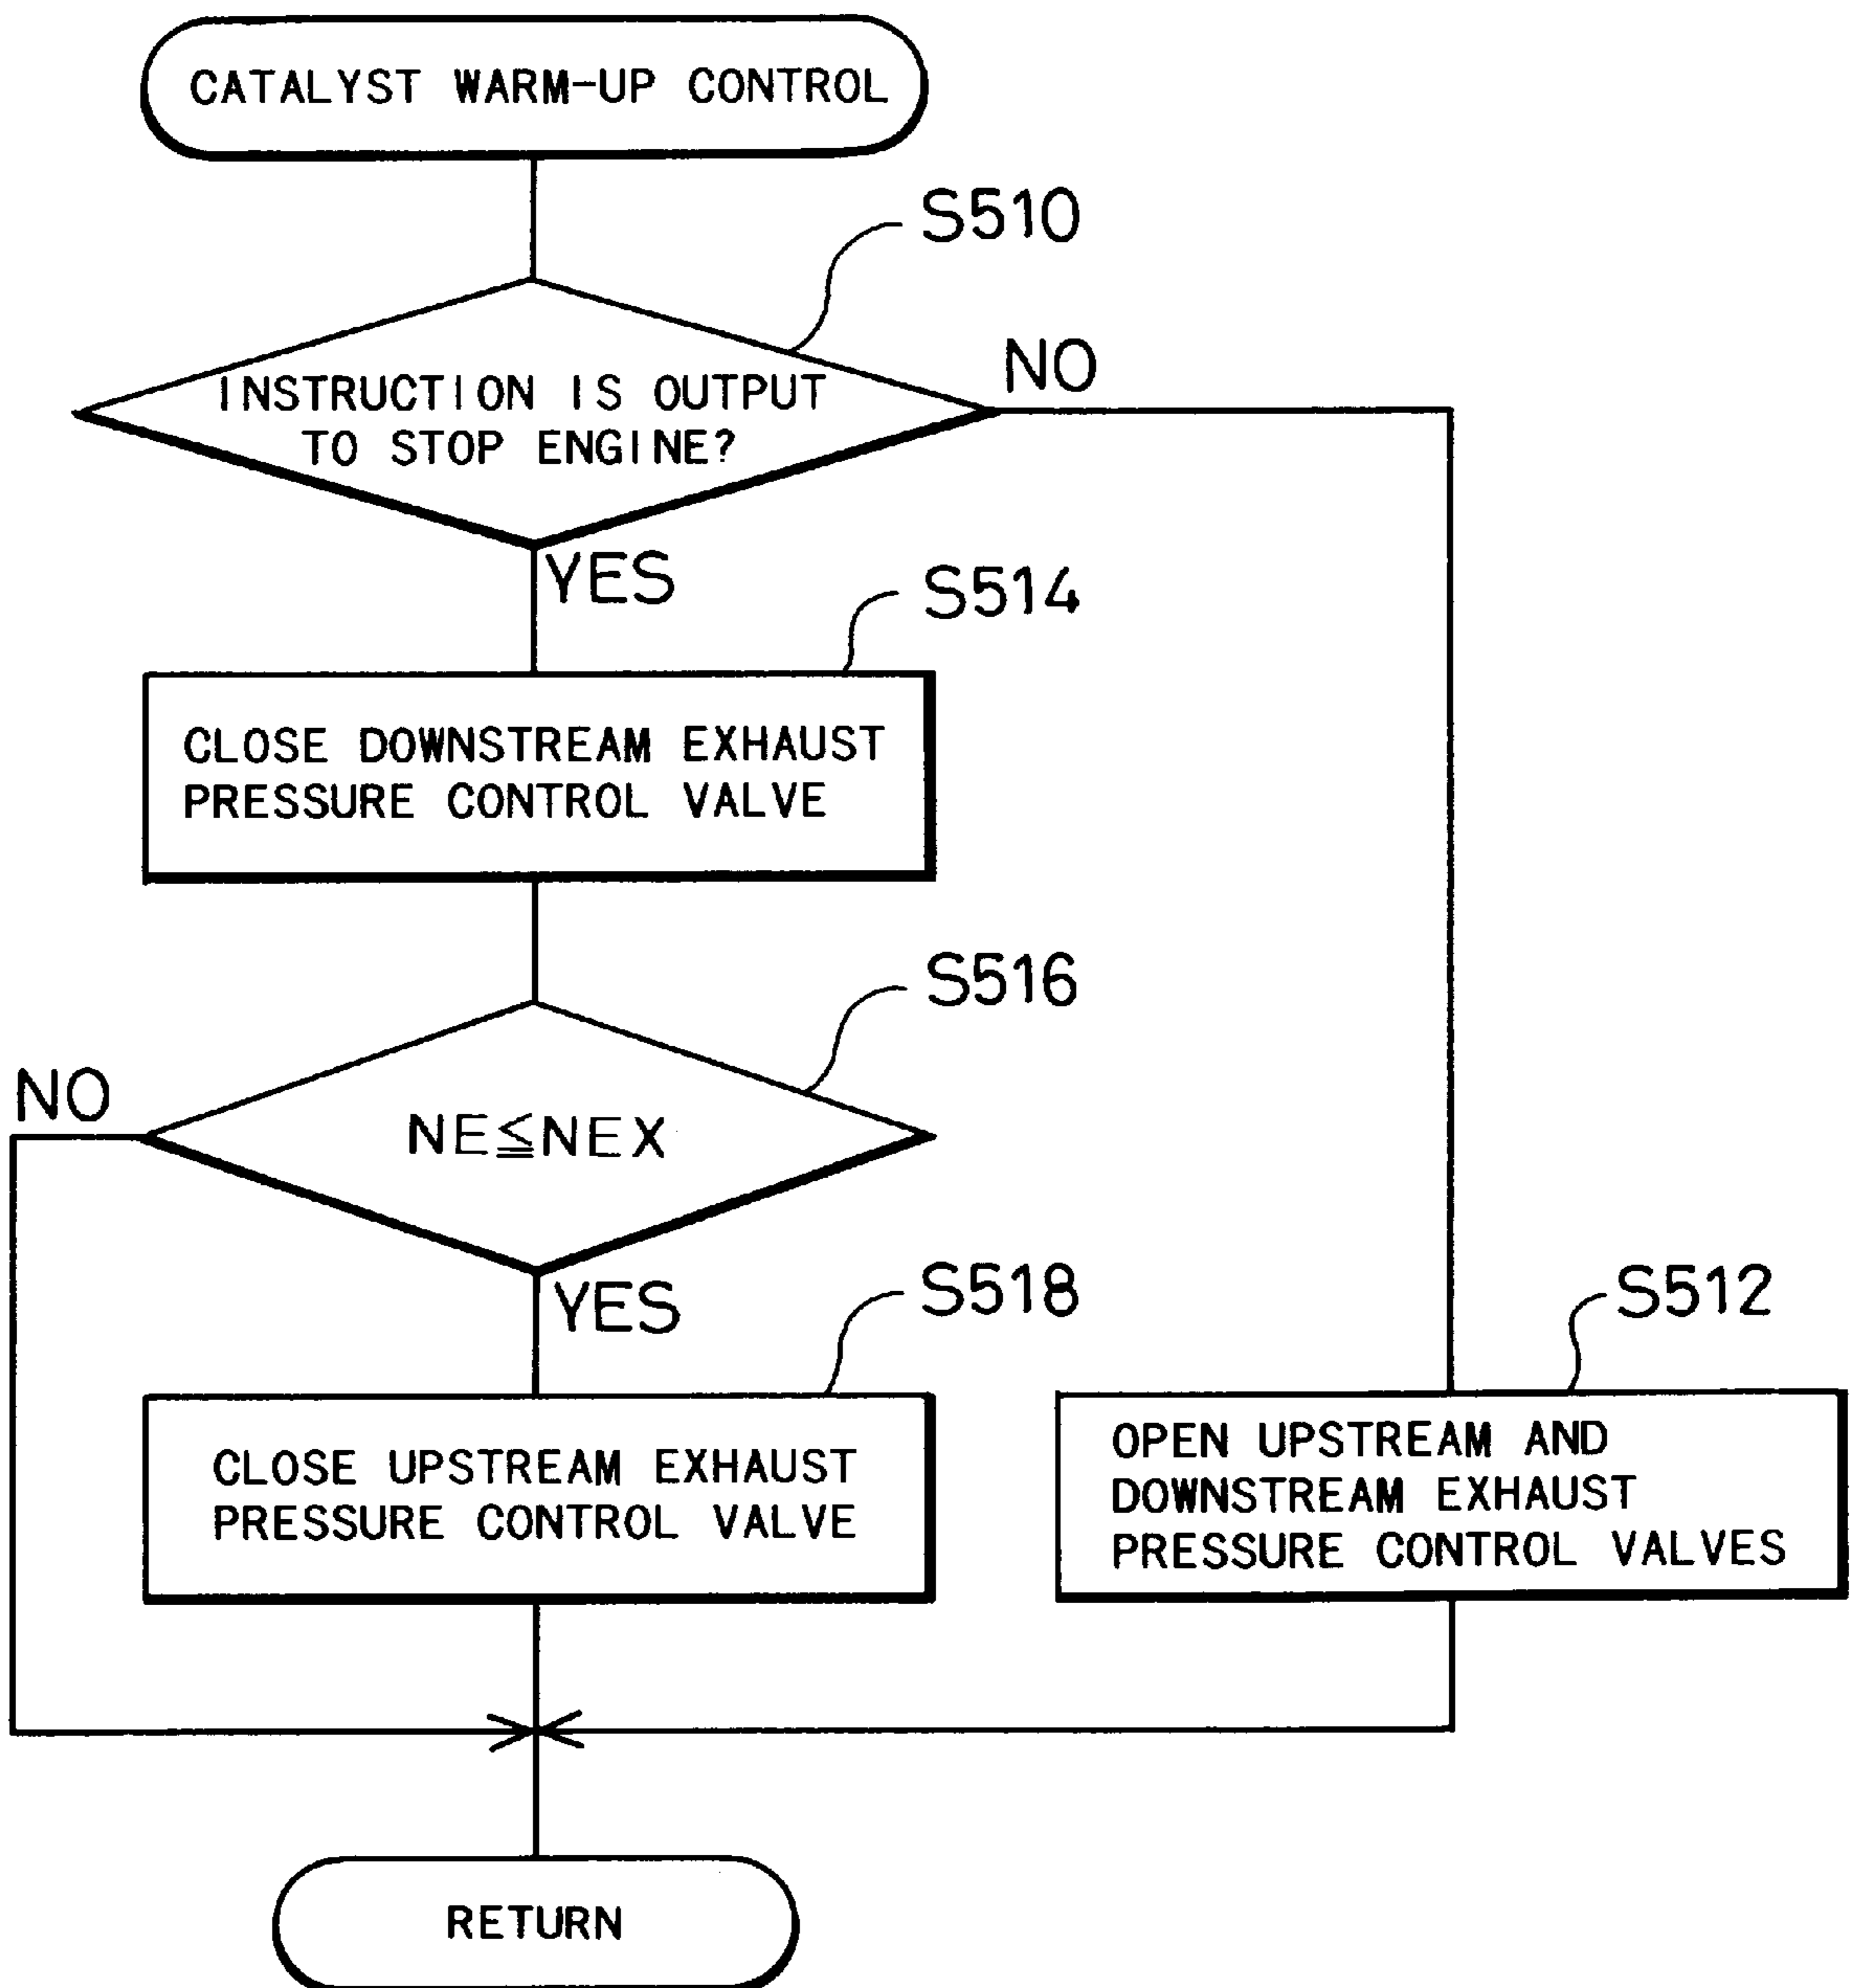 CATALYST WARM-UP CONTROL
S510
INSTRUCTION IS OUTPUT
TO STOP ENGINE?
NO
YES
S514
CLOSE DOWNSTREAM EXHAUST
PRESSURE CONTROL VALVE
S516
NO
NE≦NEX
YES
S518
CLOSE UPSTREAM EXHAUST
PRESSURE CONTROL VALVE
S512
OPEN UPSTREAM AND
DOWNSTREAM EXHAUST
PRESSURE CONTROL VALVES
RETURN